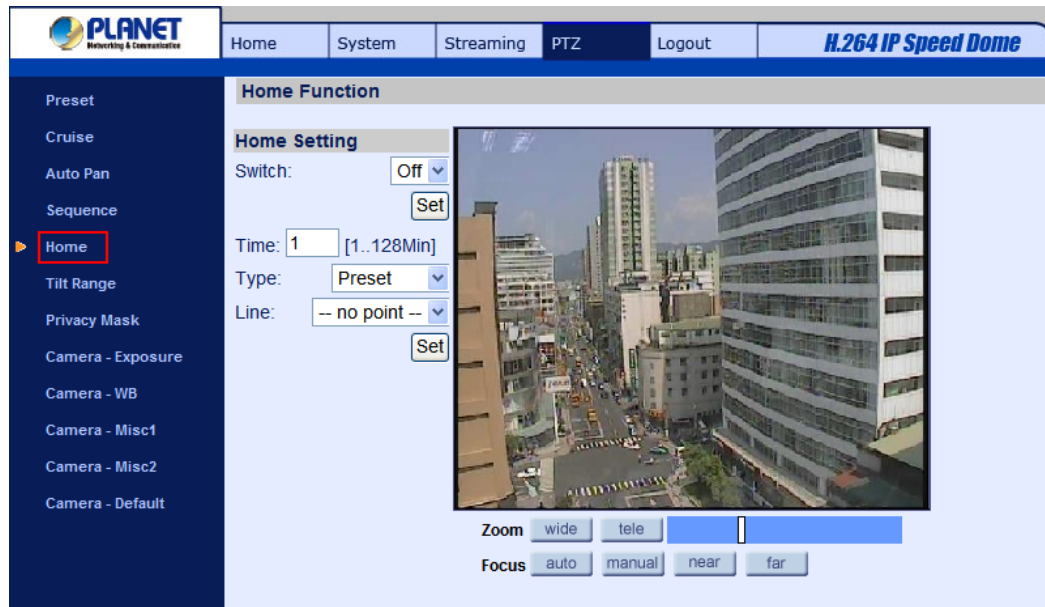 PLANET
Networking & Communication
Home System Streaming PTZ Logout H.264 IP Speed Dome
Preset
Cruise
Auto Pan
Sequence
Home
Tilt Range
Privacy Mask
Camera - Exposure
Camera - WB
Camera - Misc1
Camera - Misc2
Camera - Default
Home Function
Home Setting
Switch: Off
Set
Time: 1 [1..128Min]
Type: Preset
Line: -- no point --
Set
Zoom wide tele
Focus auto manual near far